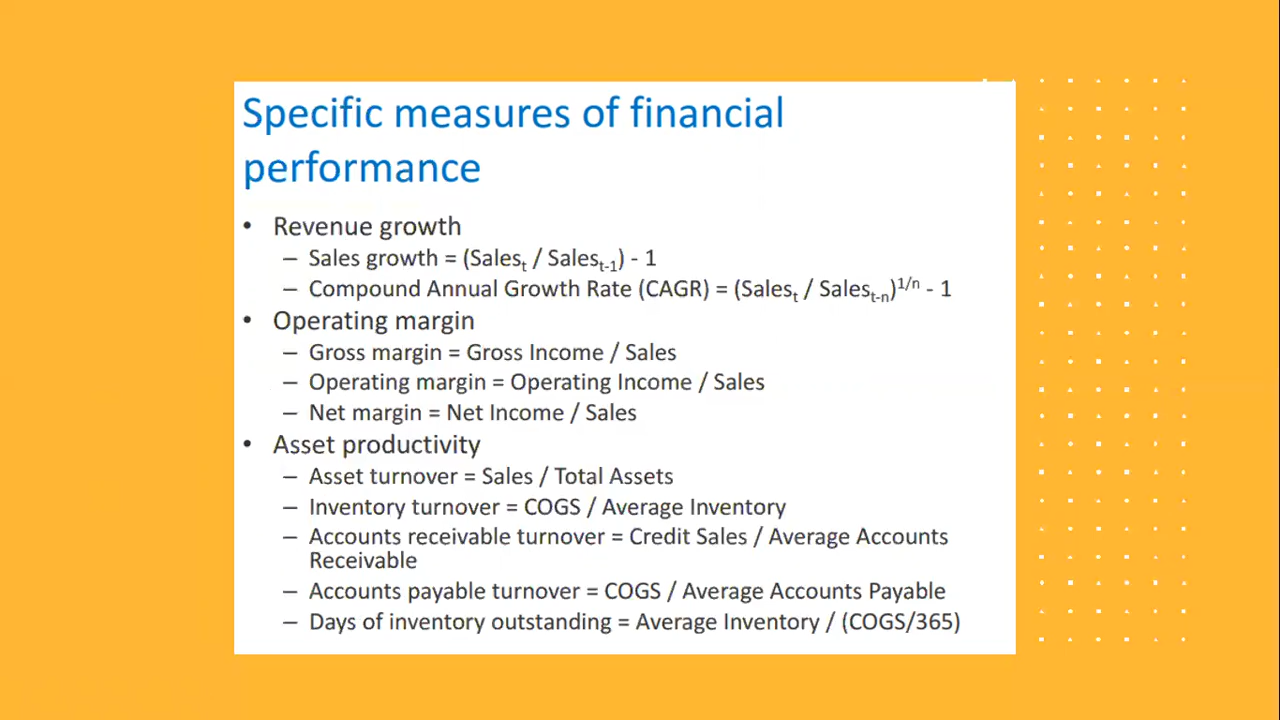 Specific measures of financial
performance
• Revenue growth
– Sales growth = (Salesₜ / Salesₜ₋₁) - 1
– Compound Annual Growth Rate (CAGR) = (Salesₜ / Salesₜ₋ₙ)¹/ⁿ - 1
• Operating margin
– Gross margin = Gross Income / Sales
– Operating margin = Operating Income / Sales
– Net margin = Net Income / Sales
• Asset productivity
– Asset turnover = Sales / Total Assets
– Inventory turnover = COGS / Average Inventory
– Accounts receivable turnover = Credit Sales / Average Accounts
Receivable
– Accounts payable turnover = COGS / Average Accounts Payable
– Days of inventory outstanding = Average Inventory / (COGS/365)